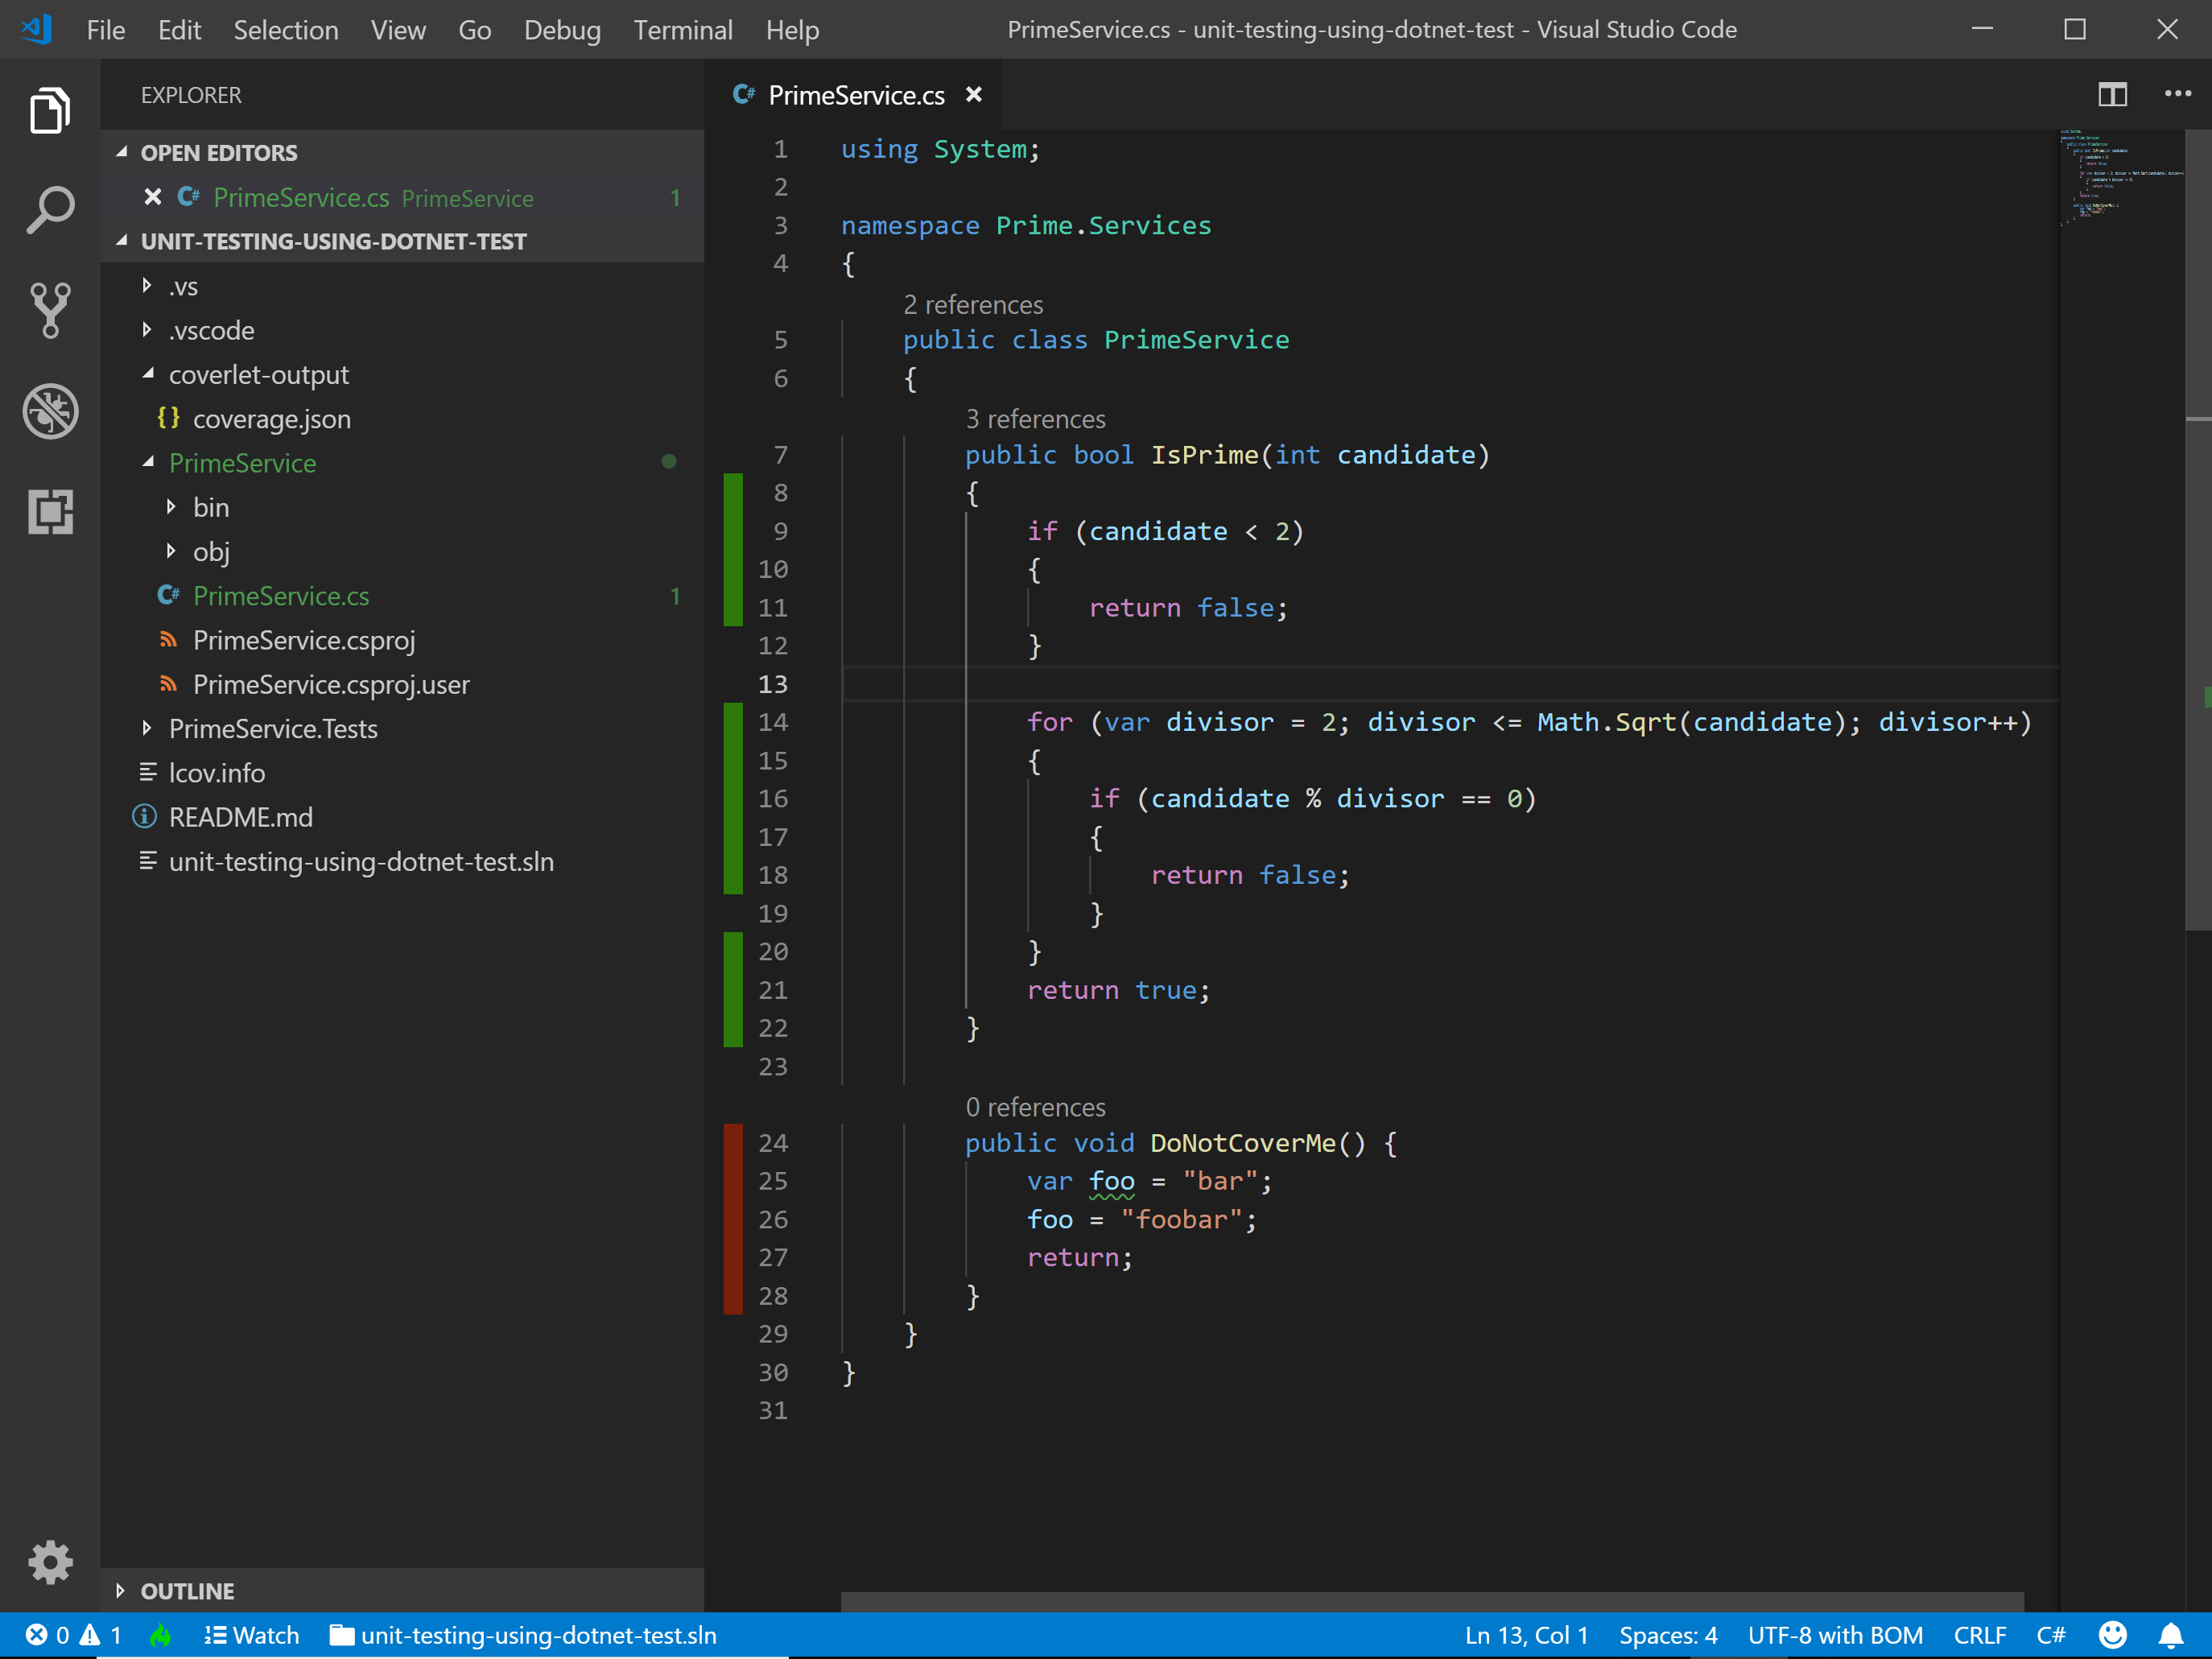 File Edit Selection View Go Debug Terminal Help PrimeService.cs - unit-testing-using-dotnet-test - Visual Studio Code
EXPLORER
OPEN EDITORS
PrimeService.cs PrimeService 1
UNIT-TESTING-USING-DOTNET-TEST
.vs
.vscode
coverlet-output
{} coverage.json
PrimeService
bin
obj
C# PrimeService.cs 1
PrimeService.csproj
PrimeService.csproj.user
PrimeService.Tests
lcov.info
README.md
unit-testing-using-dotnet-test.sln
OUTLINE
C# PrimeService.cs
1 using System;
2
3 namespace Prime.Services
4 {
2 references
5 public class PrimeService
6 {
3 references
7 public bool IsPrime(int candidate)
8 {
9 if (candidate < 2)
10 {
11 return false;
12 }
13
14 for (var divisor = 2; divisor <= Math.Sqrt(candidate); divisor++)
15 {
16 if (candidate % divisor == 0)
17 {
18 return false;
19 }
20 }
21 return true;
22 }
23
0 references
24 public void DoNotCoverMe() {
25 var foo = "bar";
26 foo = "foobar";
27 return;
28 }
29 }
30 }
31
0 1 Watch unit-testing-using-dotnet-test.sln Ln 13, Col 1 Spaces: 4 UTF-8 with BOM CRLF C#